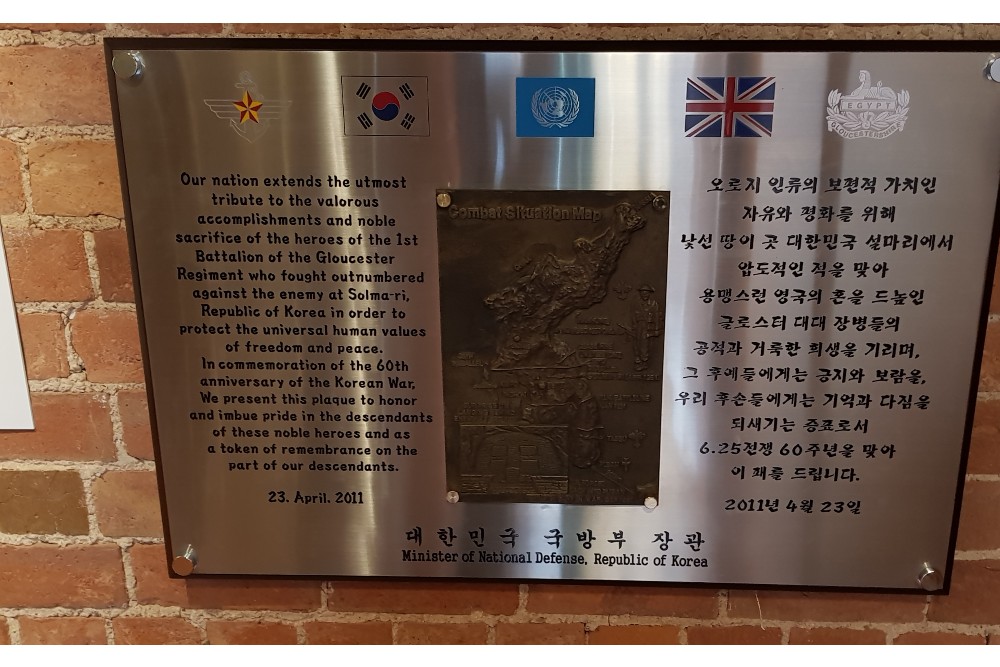 EGYPT
GLOUCESTERSHIRE
Our nation extends the utmost
tribute to the valorous
accomplishments and noble
sacrifice of the heroes of the 1st
Battalion of the Gloucester
Regiment who fought outnumbered
against the enemy at Solma-ri,
Republic of Korea in order to
protect the universal human values
of freedom and peace.
In commemoration of the 60th
anniversary of the Korean War,
We present this plaque to honor
and imbue pride in the descendants
of these noble heroes and as
a token of remembrance on the
part of our descendants.
23. April. 2011
Combat Situation Map
오로지 인류의 보편적 가치인
자유와 평화를 위해
낯선 땅 이 곳 대한민국 설마리에서
압도적인 적을 맞아
용맹스런 영국의 혼을 드높인
글로스터 대대 장병들의
공적과 거룩한 희생을 기리며,
그 후예들에게는 긍지와 보람을,
우리 후손들에게는 기억과 다짐을
되새기는 증표로서
6.25전쟁 60주년을 맞아
이 패를 드립니다.
2011년 4월 23일
대한민국 국방부 장관
Minister of National Defense, Republic of Korea